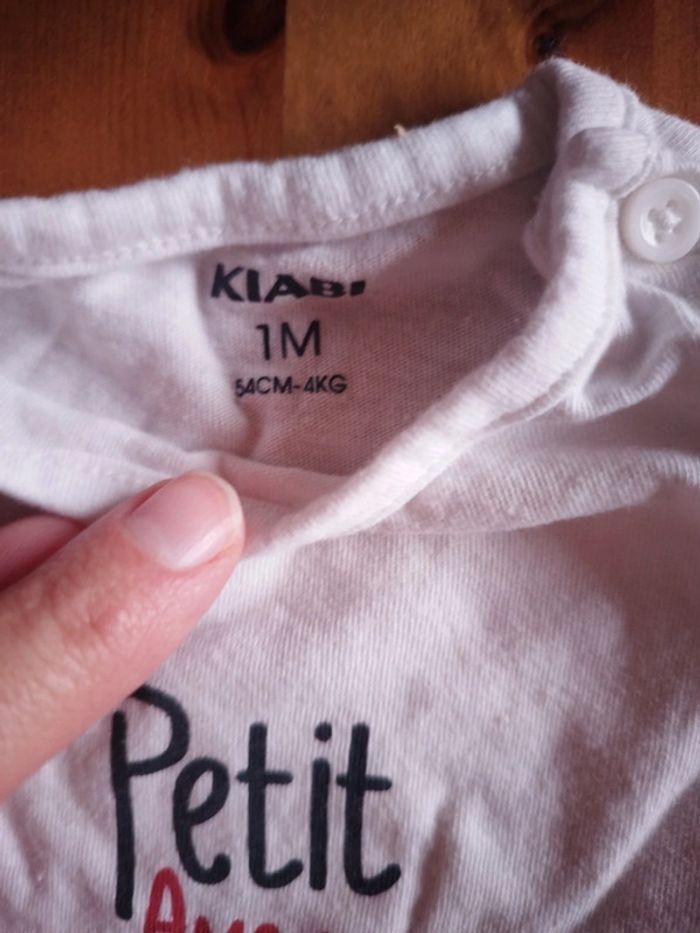 KIABI
1M
54CM-4KG
Petit